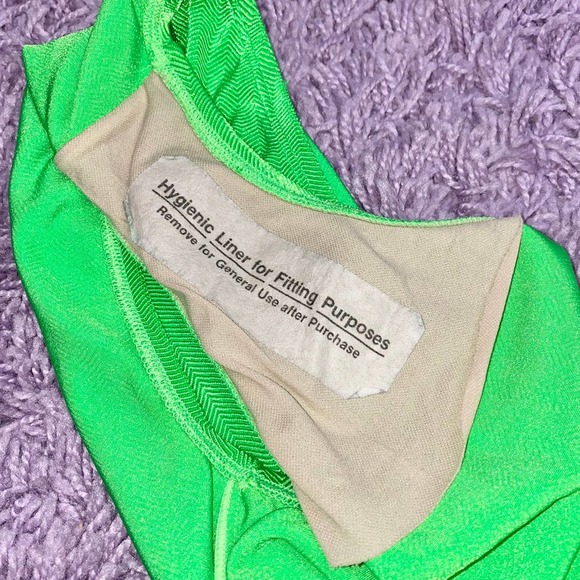 Hygienic Liner for Fitting Purposes
Remove for General Use after Purchase